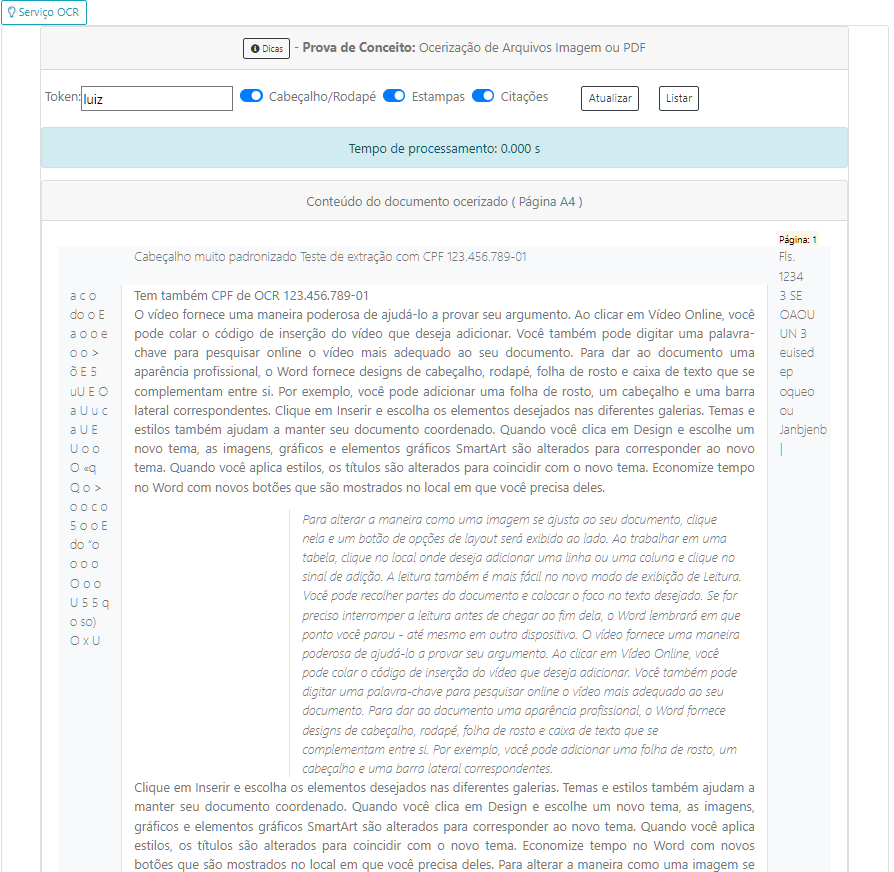 Serviço OCR
Dicas - Prova de Conceito: Ocerização de Arquivos Imagem ou PDF
Token: luiz Cabeçalho/Rodapé Estampas Citações Atualizar Listar
Tempo de processamento: 0.000 s
Conteúdo do documento ocerizado ( Página A4 )
Página: 1
Cabeçalho muito padronizado Teste de extração com CPF 123.456.789-01
Fls.
1234
3 SE
OAOU
UN 3
euised
ep
oqueo
ou
Janbjenb
|
a c o
do o E
a o o e
o o >
õ E 5
uU E O
a U u c
a U E
U o o
O «q
Q o >
o o c o
5 o o E
do “o
o o o
O o o
U 5 5 q
o so)
O x U
Tem também CPF de OCR 123.456.789-01
O vídeo fornece uma maneira poderosa de ajudá-lo a provar seu argumento. Ao clicar em Vídeo Online, você
pode colar o código de inserção do vídeo que deseja adicionar. Você também pode digitar uma palavra-
chave para pesquisar online o vídeo mais adequado ao seu documento. Para dar ao documento uma
aparência profissional, o Word fornece designs de cabeçalho, rodapé, folha de rosto e caixa de texto que se
complementam entre si. Por exemplo, você pode adicionar uma folha de rosto, um cabeçalho e uma barra
lateral correspondentes. Clique em Inserir e escolha os elementos desejados nas diferentes galerias. Temas e
estilos também ajudam a manter seu documento coordenado. Quando você clica em Design e escolhe um
novo tema, as imagens, gráficos e elementos gráficos SmartArt são alterados para corresponder ao novo
tema. Quando você aplica estilos, os títulos são alterados para coincidir com o novo tema. Economize tempo
no Word com novos botões que são mostrados no local em que você precisa deles.
Para alterar a maneira como uma imagem se ajusta ao seu documento, clique
nela e um botão de opções de layout será exibido ao lado. Ao trabalhar em uma
tabela, clique no local onde deseja adicionar uma linha ou uma coluna e clique no
sinal de adição. A leitura também é mais fácil no novo modo de exibição de Leitura.
Você pode recolher partes do documento e colocar o foco no texto desejado. Se for
preciso interromper a leitura antes de chegar ao fim dela, o Word lembrará em que
ponto você parou - até mesmo em outro dispositivo. O vídeo fornece uma maneira
poderosa de ajudá-lo a provar seu argumento. Ao clicar em Vídeo Online, você
pode colar o código de inserção do vídeo que deseja adicionar. Você também pode
digitar uma palavra-chave para pesquisar online o vídeo mais adequado ao seu
documento. Para dar ao documento uma aparência profissional, o Word fornece
designs de cabeçalho, rodapé, folha de rosto e caixa de texto que se
complementam entre si. Por exemplo, você pode adicionar uma folha de rosto, um
cabeçalho e uma barra lateral correspondentes.
Clique em Inserir e escolha os elementos desejados nas diferentes galerias. Temas e estilos também ajudam a
manter seu documento coordenado. Quando você clica em Design e escolhe um novo tema, as imagens,
gráficos e elementos gráficos SmartArt são alterados para corresponder ao novo tema. Quando você aplica
estilos, os títulos são alterados para coincidir com o novo tema. Economize tempo no Word com novos
botões que são mostrados no local em que você precisa deles. Para alterar a maneira como uma imagem se